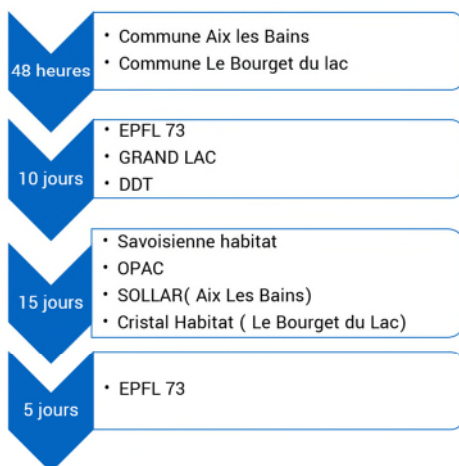 48 heures
• Commune Aix les Bains
• Commune Le Bourget du lac
10 jours
• EPFL 73
• GRAND LAC
• DDT
15 jours
• Savoisienne habitat
• OPAC
• SOLLAR( Aix Les Bains)
• Cristal Habitat ( Le Bourget du Lac)
5 jours
• EPFL 73